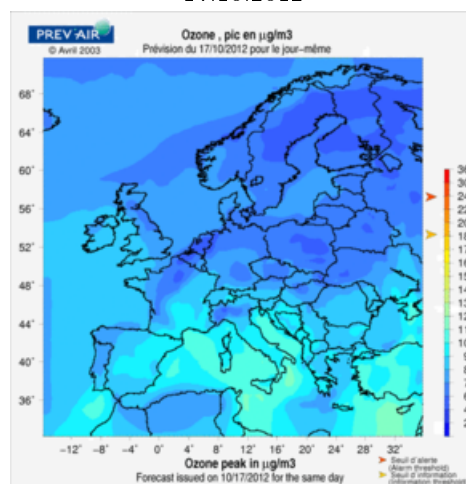 PREV'AIR
© Avril 2003
Ozone , pic en µg/m3
Prévision du 17/10/2012 pour le jour-même
68°
64°
60°
56°
52°
48°
44°
40°
36°
-12° -8° -4° 0° 4° 8° 12° 16° 20° 24° 28° 32°
Ozone peak in µg/m3
Forecast issued on 10/17/2012 for the same day
Seuil d'alerte
(Alarm threshold)
Seuil d'information
(Information threshold)